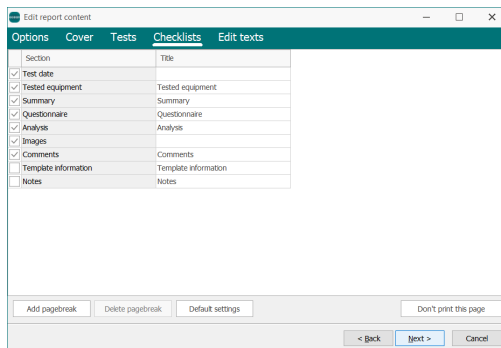 Edit report content
Options Cover Tests Checklists Edit texts
Section Title
Test date
Tested equipment Tested equipment
Summary Summary
Questionnaire Questionnaire
Analysis Analysis
Images
Comments Comments
Template information Template information
Notes Notes
Add pagebreak Delete pagebreak Default settings Don't print this page
< Back Next > Cancel